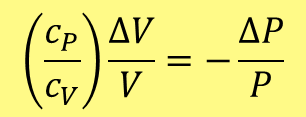 (c_P / c_V) ΔV / V = − ΔP / P